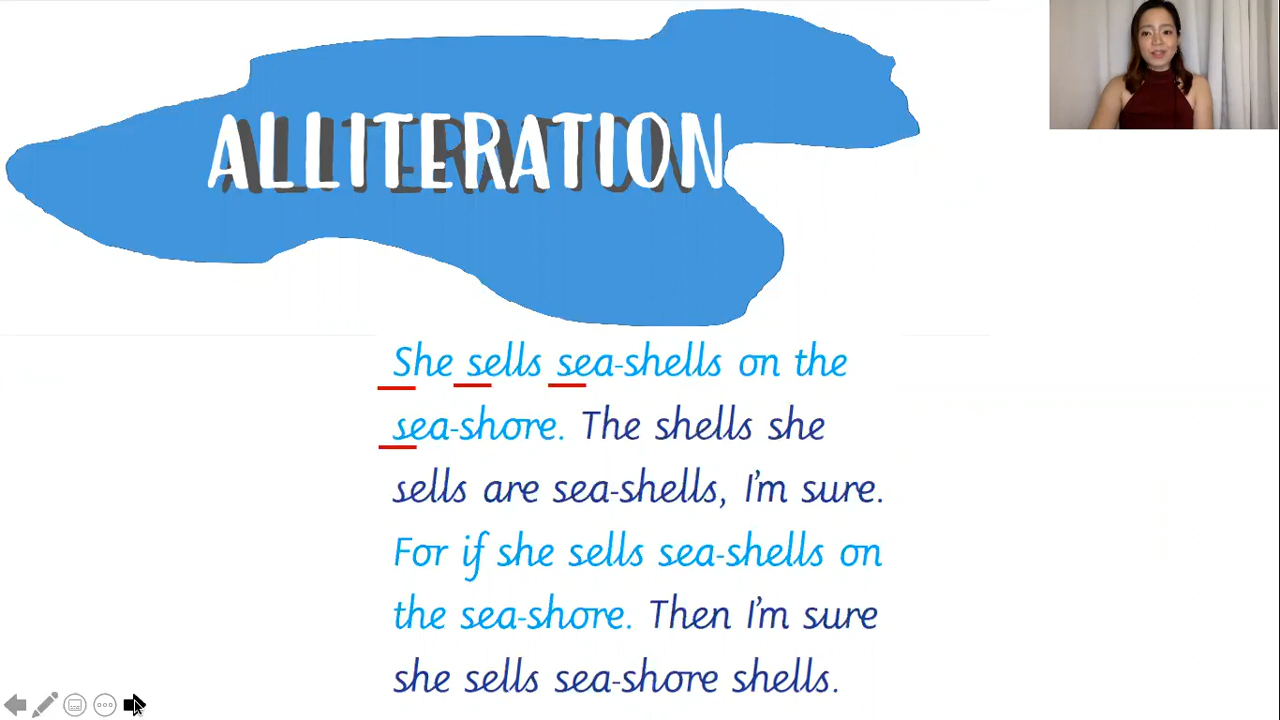 ALLITERATION
She sells sea-shells on the
sea-shore. The shells she
sells are sea-shells, I'm sure.
For if she sells sea-shells on
the sea-shore. Then I'm sure
she sells sea-shore shells.